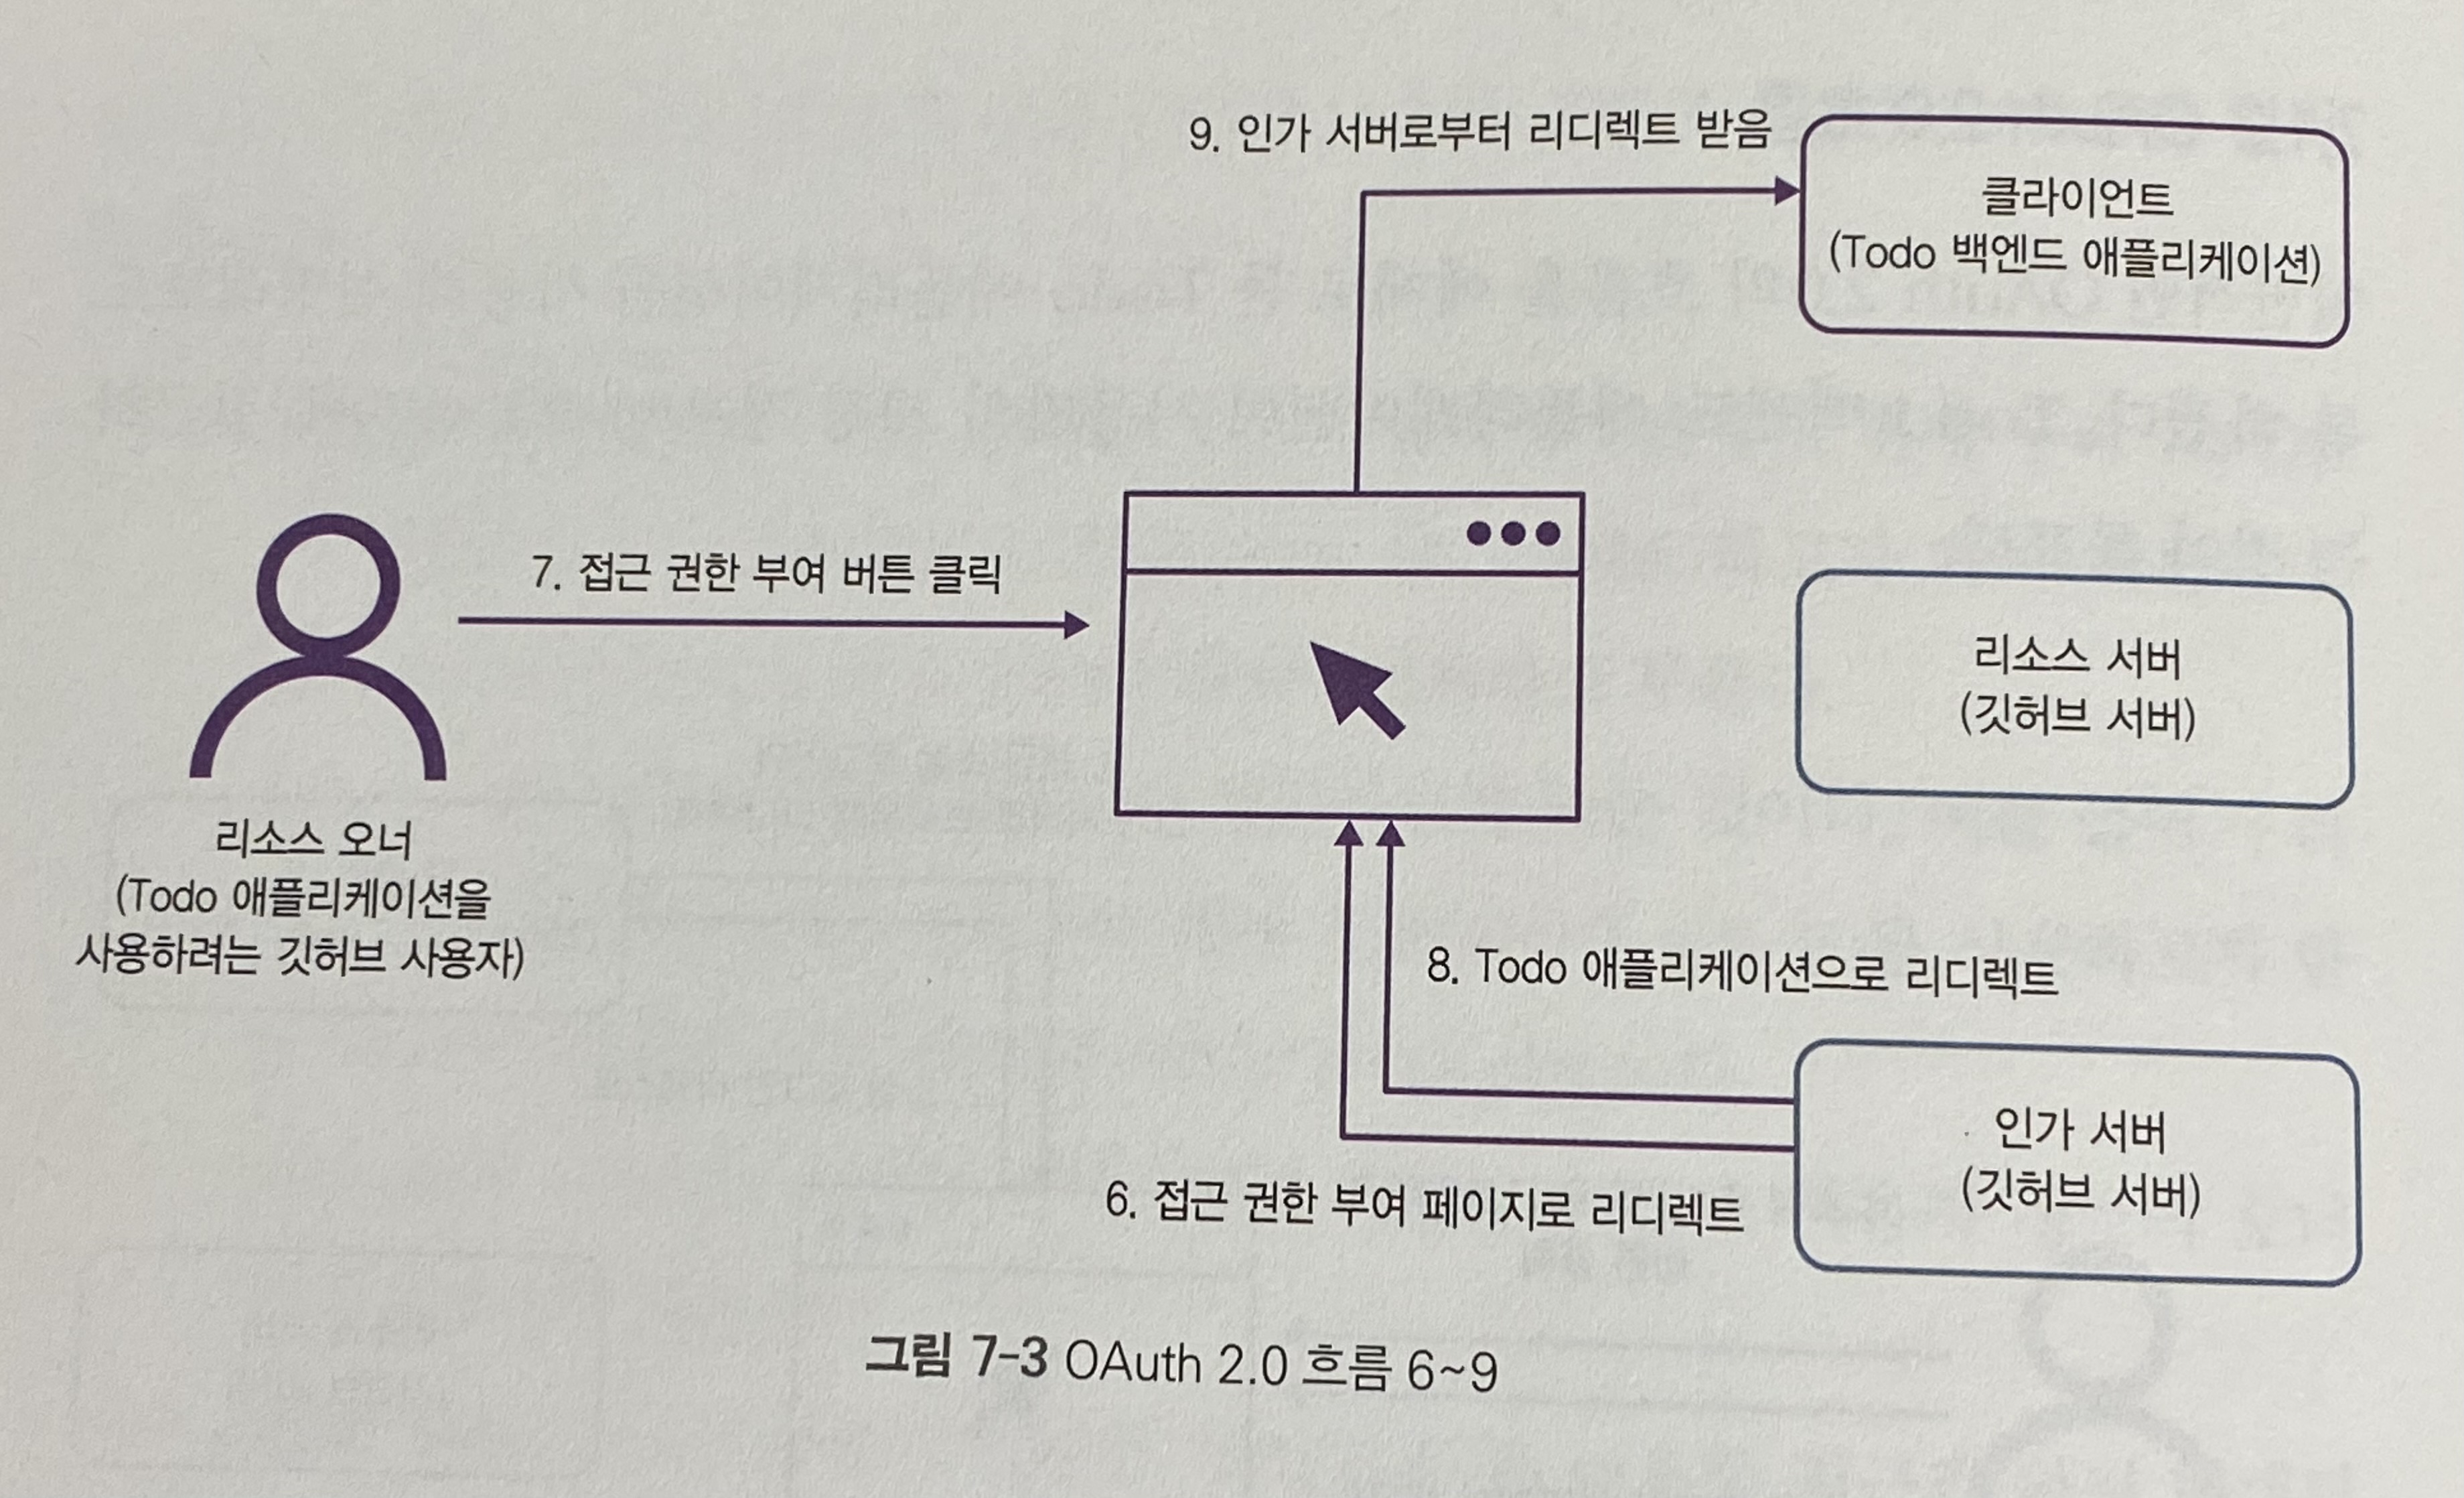 9. 인가 서버로부터 리디렉트 받음
클라이언트
(Todo 백엔드 애플리케이션)
7. 접근 권한 부여 버튼 클릭
리소스 서버
(깃허브 서버)
리소스 오너
(Todo 애플리케이션을
사용하려는 깃허브 사용자)
8. Todo 애플리케이션으로 리디렉트
인가 서버
(깃허브 서버)
6. 접근 권한 부여 페이지로 리디렉트
그림 7-3 OAuth 2.0 흐름 6~9